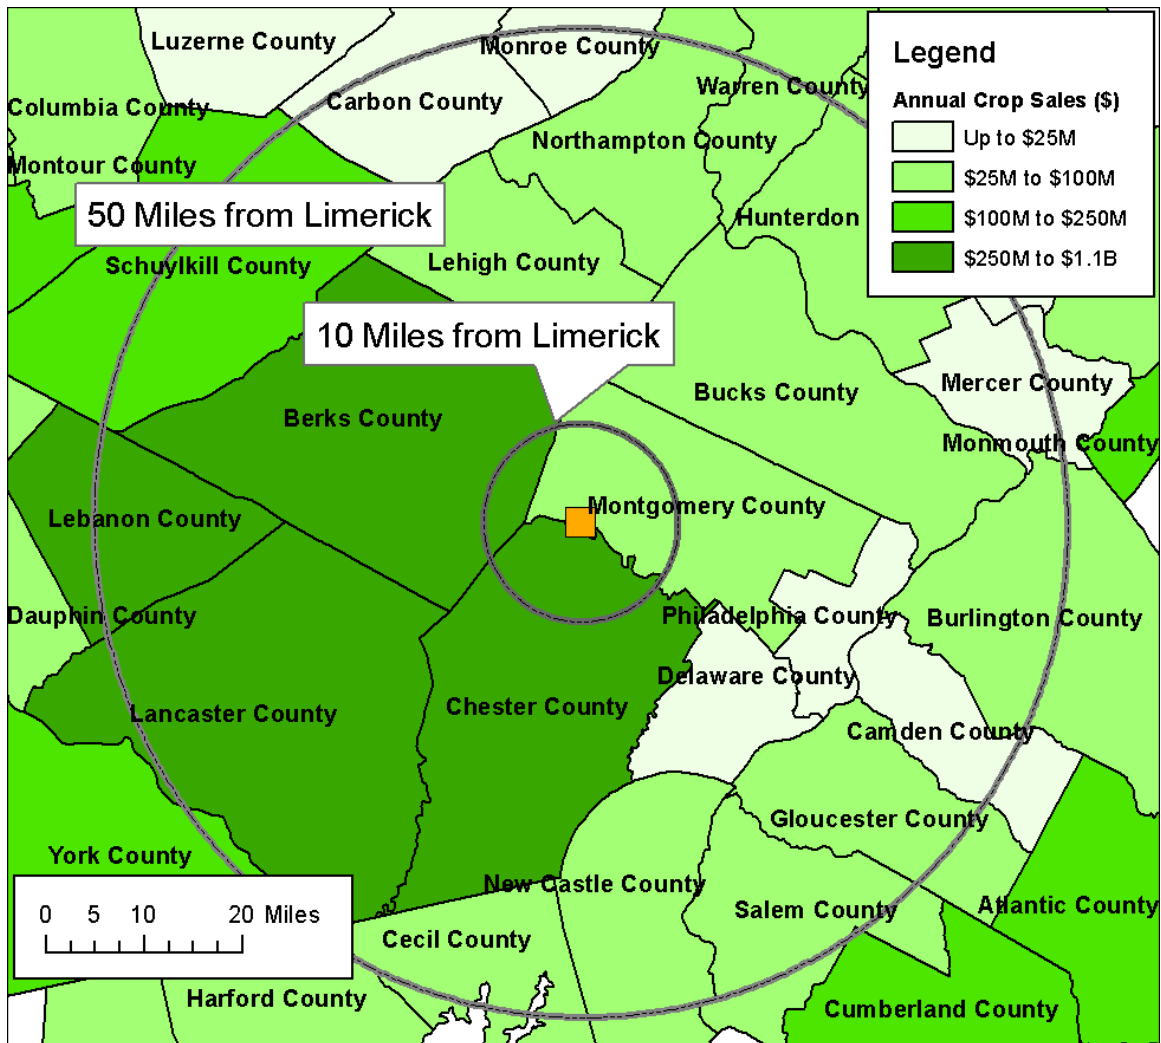 Luzerne County
Monroe County
Legend
Warren County
Carbon County
Annual Crop Sales ($)
Columbia County
Up to $25M
Northampton County
Montour County
$25M to $100M
50 Miles from Limerick
Hunterdon
$100M to $250M
Schuylkill County
Lehigh County
$250M to $1.1B
10 Miles from Limerick
Mercer County
Bucks County
Berks County
Monmouth County
Montgomery County
Lebanon County
Dauphin County
Philadelphia County
Burlington County
Delaware County
Chester County
Lancaster County
Camden County
Gloucester County
York County
New Castle County
Atlantic County
Salem County
0 5 10 20 Miles
Cecil County
Harford County
Cumberland County